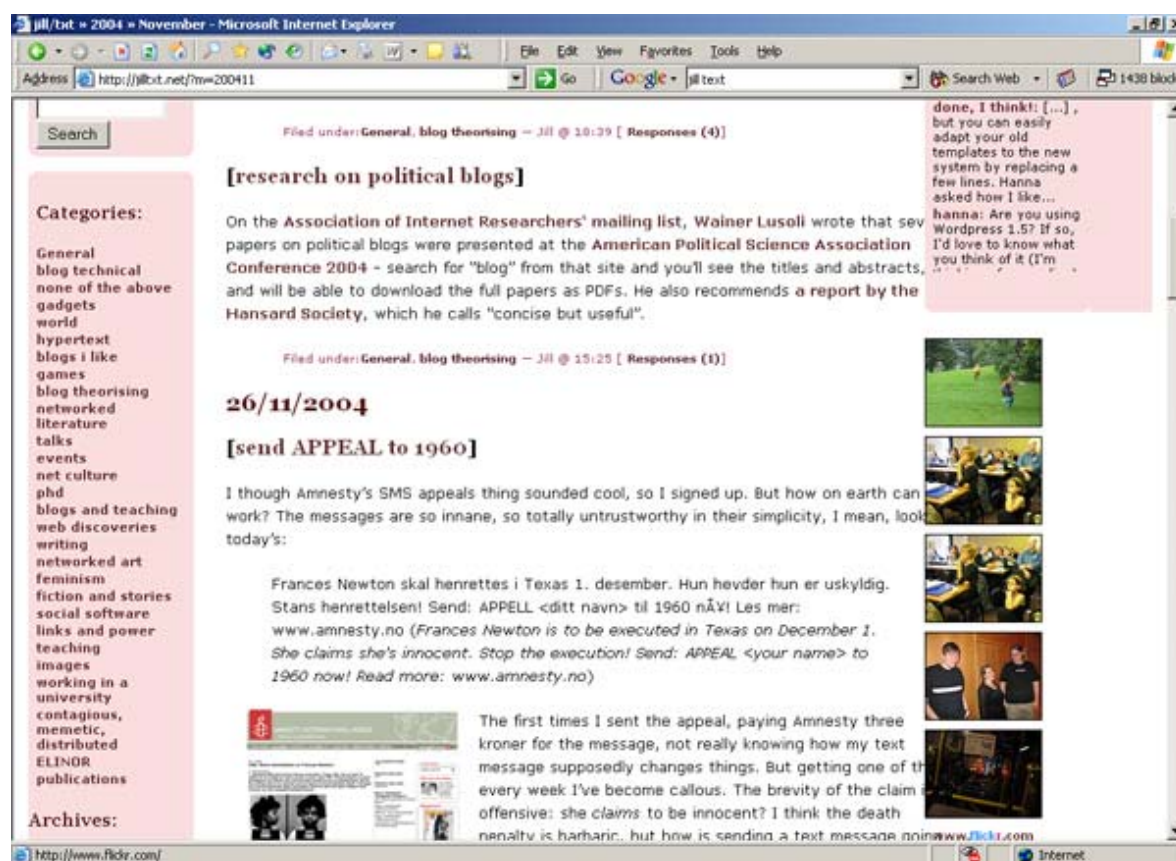 jill/txt » 2004 » November - Microsoft Internet Explorer
File Edit View Favorites Tools Help
Address http://jilltxt.net/?m=200411 Go Google jill text Search Web 1438 block
Search
Categories:
General
blog technical
none of the above
gadgets
world
hypertext
blogs i like
games
blog theorising
networked
literature
talks
events
net culture
phd
blogs and teaching
web discoveries
writing
networked art
feminism
fiction and stories
social software
links and power
teaching
images
working in a
university
contagious,
memetic,
distributed
ELINOR
publications
Archives:
Filed under: General, blog theorising — Jill @ 18:39 [ Responses (4)]
[research on political blogs]
On the Association of Internet Researchers' mailing list, Wainer Lusoli wrote that sev
papers on political blogs were presented at the American Political Science Association
Conference 2004 – search for "blog" from that site and you'll see the titles and abstracts,
and will be able to download the full papers as PDFs. He also recommends a report by the
Hansard Society, which he calls "concise but useful".
Filed under: General, blog theorising — Jill @ 15:25 [ Responses (1)]
26/11/2004
[send APPEAL to 1960]
I though Amnesty's SMS appeals thing sounded cool, so I signed up. But how on earth can
work? The messages are so innane, so totally untrustworthy in their simplicity, I mean, look
today's:
Frances Newton skal henrettes i Texas 1. desember. Hun hevder hun er uskyldig.
Stans henrettelsen! Send: APPELL <ditt navn> til 1960 nÃ¥! Les mer:
www.amnesty.no (Frances Newton is to be executed in Texas on December 1.
She claims she's innocent. Stop the execution! Send: APPEAL <your name> to
1960 now! Read more: www.amnesty.no)
The first times I sent the appeal, paying Amnesty three
kroner for the message, not really knowing how my text
message supposedly changes things. But getting one of th
every week I've become callous. The brevity of the claim i
offensive: she claims to be innocent? I think the death
penalty is barbaric, but how is sending a text message going
done, I think!: [...] ,
but you can easily
adapt your old
templates to the new
system by replacing a
few lines. Hanna
asked how I like...
hanna: Are you using
Wordpress 1.5? If so,
I'd love to know what
you think of it (I'm
www.flickr.com
http://www.flickr.com/ Internet